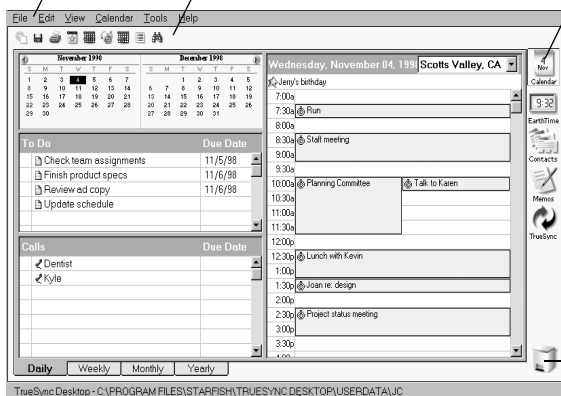 File Edit View Calendar Tools Help
November 1998
S M T W T F S
1 2 3 4 5 6 7
8 9 10 11 12 13 14
15 16 17 18 19 20 21
22 23 24 25 26 27 28
29 30
December 1998
S M T W T F S
1 2 3 4 5
6 7 8 9 10 11 12
13 14 15 16 17 18 19
20 21 22 23 24 25 26
27 28 29 30 31
To Do Due Date
Check team assignments 11/5/98
Finish product specs 11/6/98
Review ad copy 11/6/98
Update schedule
Calls Due Date
Dentist
Kyle
Wednesday, November 04, 1998 Scotts Valley, CA
Jerry's birthday
7:00a
7:30a Run
8:00a
8:30a Staff meeting
9:00a
9:30a
10:00a Planning Committee Talk to Karen
10:30a
11:00a
11:30a
12:00p
12:30p Lunch with Kevin
1:00p
1:30p Joan re: design
2:00p
2:30p Project status meeting
3:00p
3:30p
4:00
4
Nov
Calendar
9:32
EarthTime
Contacts
Memos
TrueSync
Daily Weekly Monthly Yearly
TrueSync Desktop - C:\PROGRAM FILES\STARFISH\TRUESYNC DESKTOP\USERDATA\JC